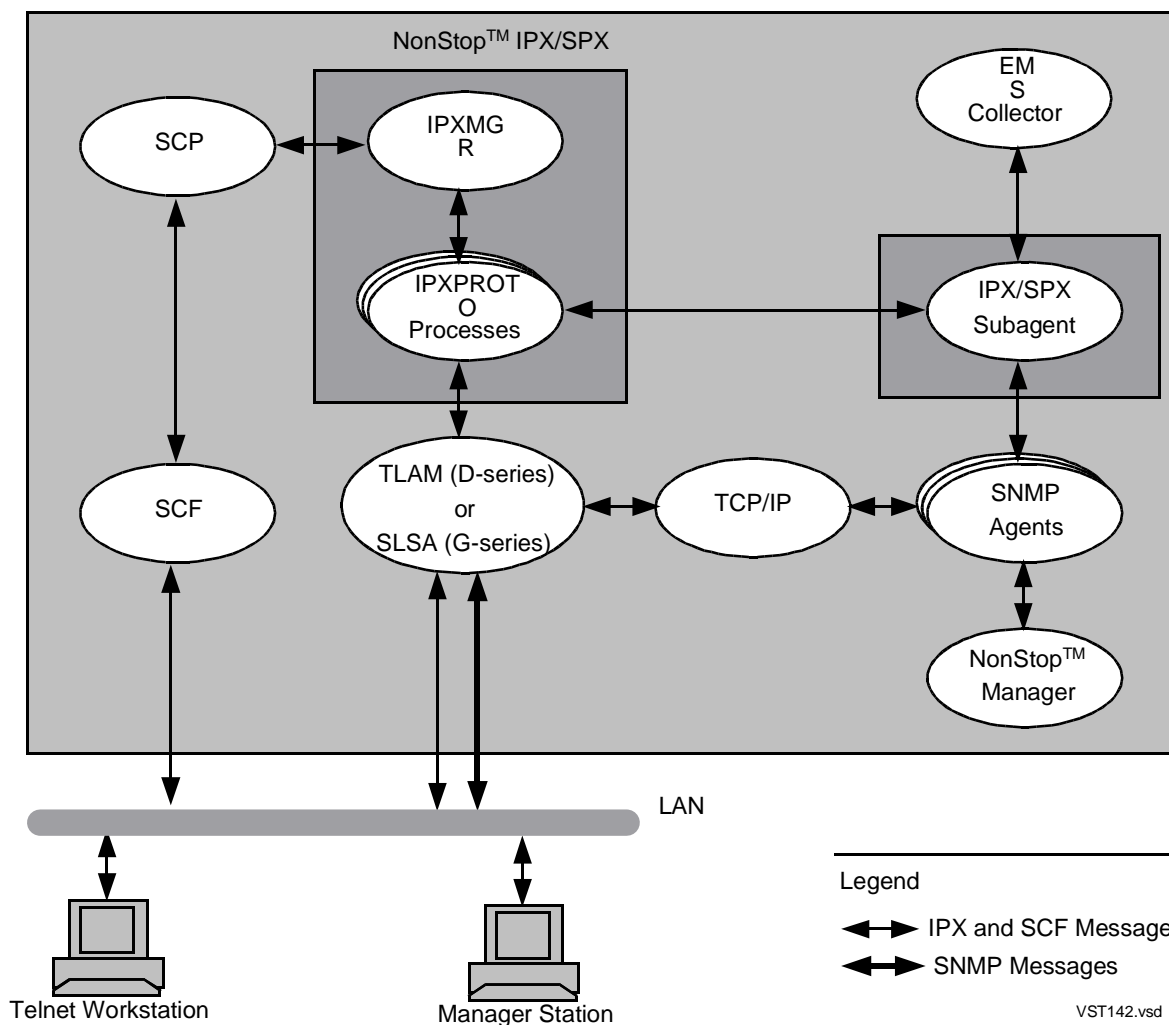 NonStop™ IPX/SPX
EM
S
Collector
SCP
IPXMG
R
IPXPROT
O
Processes
IPX/SPX
Subagent
TLAM (D-series)
or
SLSA (G-series)
SCF
TCP/IP
SNMP
Agents
NonStop™
Manager
LAN
Legend
IPX and SCF Message
SNMP Messages
Telnet Workstation
Manager Station
VST142.vsd